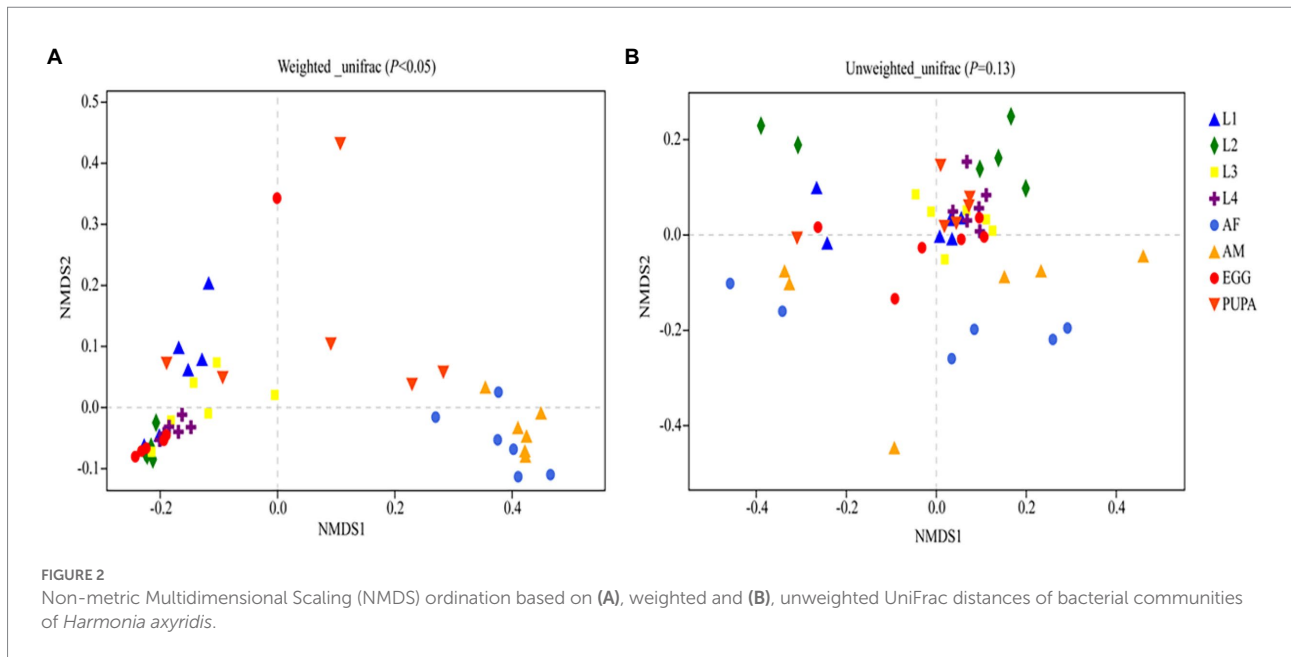 A
Weighted _unifrac (P<0.05)
0.5
0.4
0.3
0.2
0.1
0.0
-0.1
NMDS2
-0.2
0.0
0.2
0.4
NMDS1
B
Unweighted_unifrac (P=0.13)
0.2
0.0
-0.2
-0.4
NMDS2
-0.4
-0.2
0.0
0.2
0.4
NMDS1
L1
L2
L3
L4
AF
AM
EGG
PUPA
FIGURE 2
Non-metric Multidimensional Scaling (NMDS) ordination based on (A), weighted and (B), unweighted UniFrac distances of bacterial communities
of Harmonia axyridis.